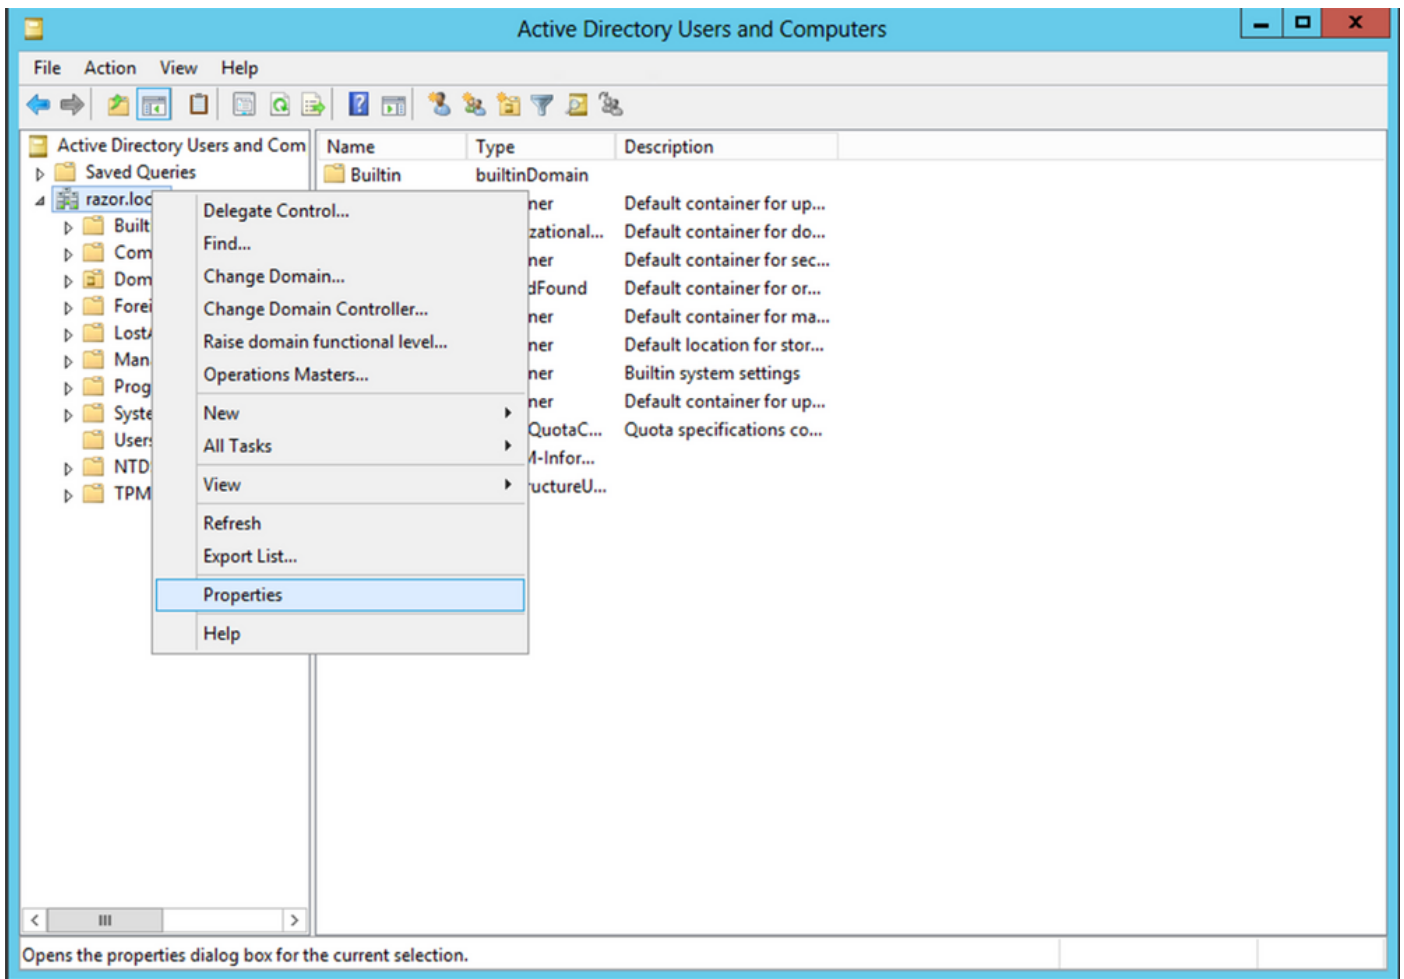 Active Directory Users and Computers
File Action View Help
Active Directory Users and Com
Name Type Description
Saved Queries
Builtin builtinDomain
razor.loc
Built
Com
Dom
Forei
Lost
Man
Prog
Syste
Users
NTD
TPM
Delegate Control...
Find...
Change Domain...
Change Domain Controller...
Raise domain functional level...
Operations Masters...
New
All Tasks
View
Refresh
Export List...
Properties
Help
ner Default container for up...
zational... Default container for do...
ner Default container for sec...
dFound Default container for or...
ner Default container for ma...
ner Default location for stor...
ner Builtin system settings
ner Default container for up...
QuotaC... Quota specifications co...
M-Infor...
ructureU...
Opens the properties dialog box for the current selection.